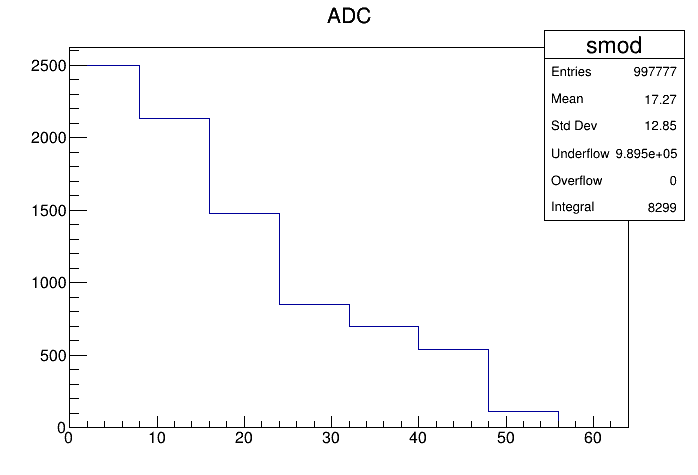 ADC
smod
Entries 997777
Mean 17.27
Std Dev 12.85
Underflow 9.895e+05
Overflow 0
Integral 8299
2500
2000
1500
1000
500
0
0 10 20 30 40 50 60